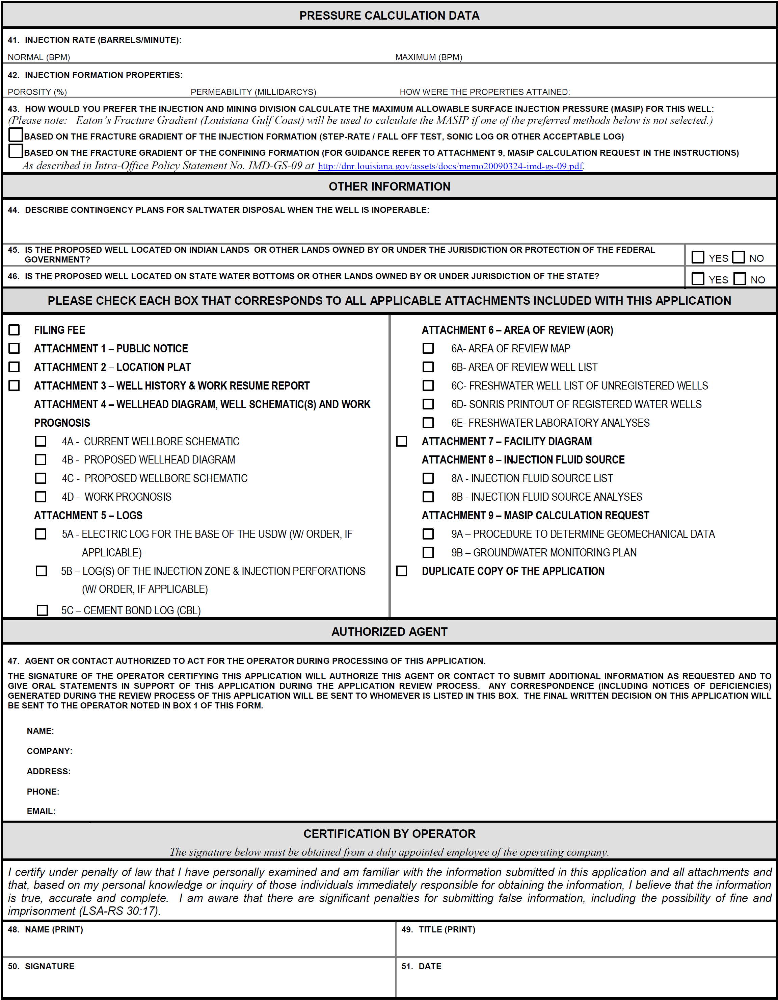 PRESSURE CALCULATION DATA
41. INJECTION RATE (BARRELS/MINUTE):
NORMAL (BPM) MAXIMUM (BPM)
42. INJECTION FORMATION PROPERTIES:
POROSITY (%) PERMEABILITY (MILLIDARCYS) HOW WERE THE PROPERTIES ATTAINED:
43. HOW WOULD YOU PREFER THE INJECTION AND MINING DIVISION CALCULATE THE MAXIMUM ALLOWABLE SURFACE INJECTION PRESSURE (MASIP) FOR THIS WELL:
(Please note: Eaton's Fracture Gradient (Louisiana Gulf Coast) will be used to calculate the MASIP if one of the preferred methods below is not selected.)
BASED ON THE FRACTURE GRADIENT OF THE INJECTION FORMATION (STEP-RATE / FALL OFF TEST, SONIC LOG OR OTHER ACCEPTABLE LOG)
BASED ON THE FRACTURE GRADIENT OF THE CONFINING FORMATION (FOR GUIDANCE REFER TO ATTACHMENT 9, MASIP CALCULATION REQUEST IN THE INSTRUCTIONS)
As described in Intra-Office Policy Statement No. IMD-GS-09 at http://dnr.louisiana.gov/assets/docs/memo20090324-imd-gs-09.pdf.
OTHER INFORMATION
44. DESCRIBE CONTINGENCY PLANS FOR SALTWATER DISPOSAL WHEN THE WELL IS INOPERABLE:
45. IS THE PROPOSED WELL LOCATED ON INDIAN LANDS OR OTHER LANDS OWNED BY OR UNDER THE JURISDICTION OR PROTECTION OF THE FEDERAL
GOVERNMENT?
YES NO
46. IS THE PROPOSED WELL LOCATED ON STATE WATER BOTTOMS OR OTHER LANDS OWNED BY OR UNDER JURISDICTION OF THE STATE?
YES NO
PLEASE CHECK EACH BOX THAT CORRESPONDS TO ALL APPLICABLE ATTACHMENTS INCLUDED WITH THIS APPLICATION
FILING FEE
ATTACHMENT 1 – PUBLIC NOTICE
ATTACHMENT 2 – LOCATION PLAT
ATTACHMENT 3 – WELL HISTORY & WORK RESUME REPORT
ATTACHMENT 4 – WELLHEAD DIAGRAM, WELL SCHEMATIC(S) AND WORK
PROGNOSIS
4A - CURRENT WELLBORE SCHEMATIC
4B - PROPOSED WELLHEAD DIAGRAM
4C - PROPOSED WELLBORE SCHEMATIC
4D - WORK PROGNOSIS
ATTACHMENT 5 – LOGS
5A - ELECTRIC LOG FOR THE BASE OF THE USDW (W/ ORDER, IF
APPLICABLE)
5B – LOG(S) OF THE INJECTION ZONE & INJECTION PERFORATIONS
(W/ ORDER, IF APPLICABLE)
5C – CEMENT BOND LOG (CBL)
ATTACHMENT 6 – AREA OF REVIEW (AOR)
6A- AREA OF REVIEW MAP
6B- AREA OF REVIEW WELL LIST
6C- FRESHWATER WELL LIST OF UNREGISTERED WELLS
6D- SONRIS PRINTOUT OF REGISTERED WATER WELLS
6E- FRESHWATER LABORATORY ANALYSES
ATTACHMENT 7 – FACILITY DIAGRAM
ATTACHMENT 8 – INJECTION FLUID SOURCE
8A - INJECTION FLUID SOURCE LIST
8B - INJECTION FLUID SOURCE ANALYSES
ATTACHMENT 9 – MASIP CALCULATION REQUEST
9A – PROCEDURE TO DETERMINE GEOMECHANICAL DATA
9B – GROUNDWATER MONITORING PLAN
DUPLICATE COPY OF THE APPLICATION
AUTHORIZED AGENT
47. AGENT OR CONTACT AUTHORIZED TO ACT FOR THE OPERATOR DURING PROCESSING OF THIS APPLICATION.
THE SIGNATURE OF THE OPERATOR CERTIFYING THIS APPLICATION WILL AUTHORIZE THIS AGENT OR CONTACT TO SUBMIT ADDITIONAL INFORMATION AS REQUESTED AND TO
GIVE ORAL STATEMENTS IN SUPPORT OF THIS APPLICATION DURING THE APPLICATION REVIEW PROCESS. ANY CORRESPONDENCE (INCLUDING NOTICES OF DEFICIENCIES)
GENERATED DURING THE REVIEW PROCESS OF THIS APPLICATION WILL BE SENT TO WHOMEVER IS LISTED IN THIS BOX. THE FINAL WRITTEN DECISION ON THIS APPLICATION WILL
BE SENT TO THE OPERATOR NOTED IN BOX 1 OF THIS FORM.
NAME:
COMPANY:
ADDRESS:
PHONE:
EMAIL:
CERTIFICATION BY OPERATOR
The signature below must be obtained from a duly appointed employee of the operating company.
I certify under penalty of law that I have personally examined and am familiar with the information submitted in this application and all attachments and
that, based on my personal knowledge or inquiry of those individuals immediately responsible for obtaining the information, I believe that the information
is true, accurate and complete. I am aware that there are significant penalties for submitting false information, including the possibility of fine and
imprisonment (LSA-RS 30:17).
48. NAME (PRINT)
49. TITLE (PRINT)
50. SIGNATURE
51. DATE